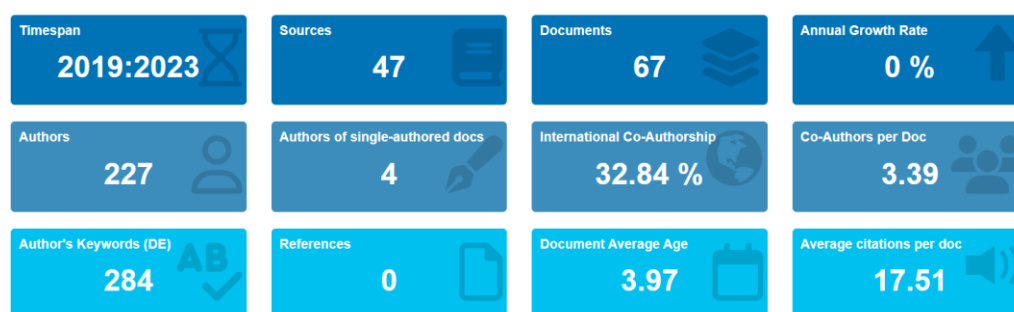 Timespan
2019:2023
Sources
47
Documents
67
Annual Growth Rate
0 %
Authors
227
Authors of single-authored docs
4
International Co-Authorship
32.84 %
Co-Authors per Doc
3.39
Author's Keywords (DE)
284
AB
References
0
Document Average Age
3.97
Average citations per doc
17.51